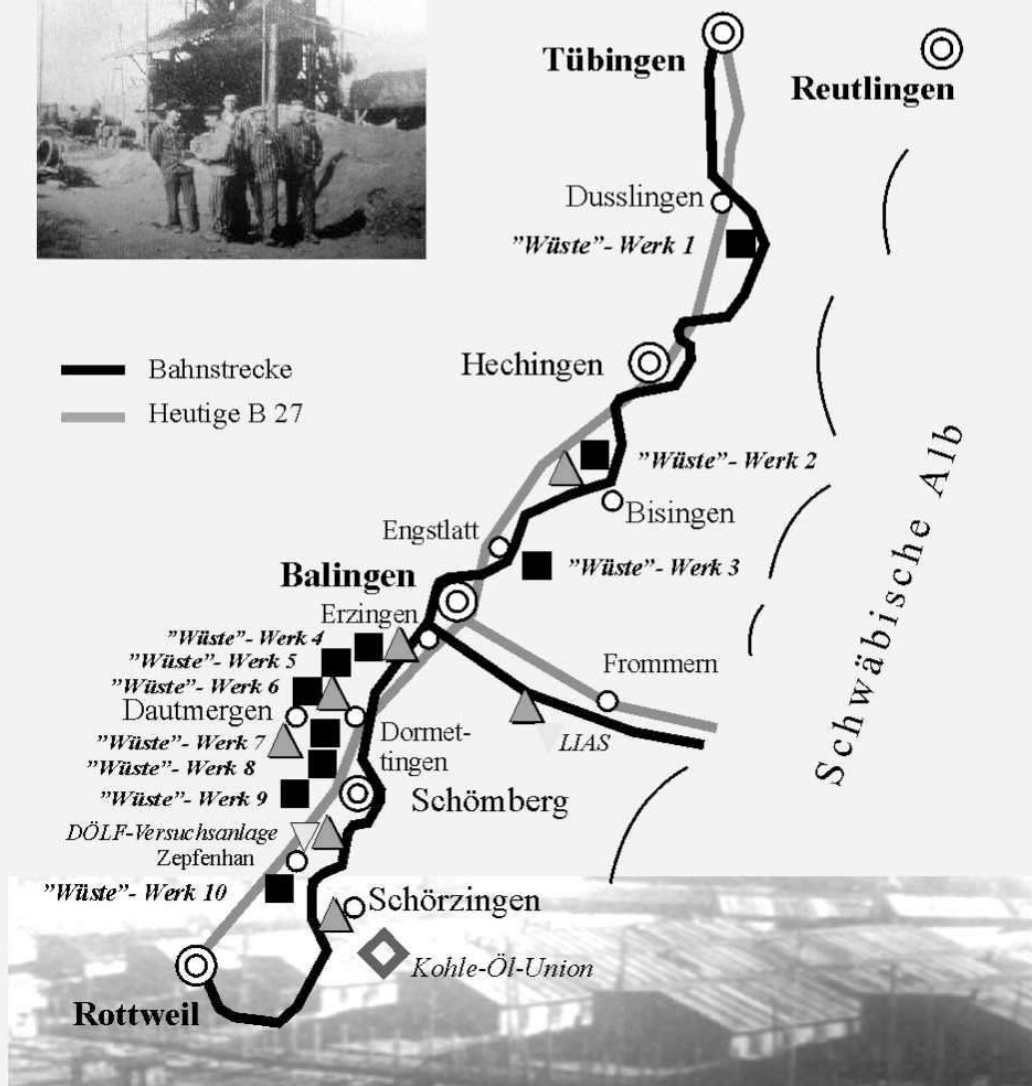 Tübingen
Reutlingen
Dusslingen
"Wüste"- Werk 1
Bahnstrecke
Heutige B 27
Hechingen
"Wüste"- Werk 2
Bisingen
Engstlatt
"Wüste"- Werk 3
Balingen
Erzingen
"Wüste"- Werk 4
"Wüste"- Werk 5
"Wüste"- Werk 6
Dautmergen
"Wüste"- Werk 7
"Wüste"- Werk 8
"Wüste"- Werk 9
Dormet-
tingen
Frommern
LIAS
Schwäbische Alb
Schömberg
DÖLF-Versuchsanlage
Zepfenhan
"Wüste"- Werk 10
Schörzingen
Kohle-Öl-Union
Rottweil